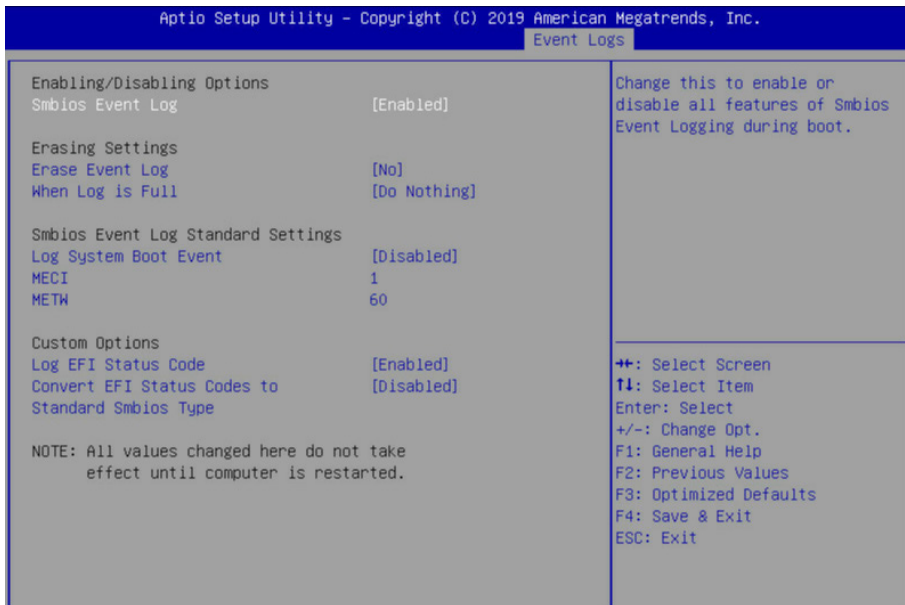 Aptio Setup Utility – Copyright (C) 2019 American Megatrends, Inc.
Event Logs
Enabling/Disabling Options
Smbios Event Log [Enabled]
Erasing Settings
Erase Event Log [No]
When Log is Full [Do Nothing]
Smbios Event Log Standard Settings
Log System Boot Event [Disabled]
MECI 1
METW 60
Custom Options
Log EFI Status Code [Enabled]
Convert EFI Status Codes to [Disabled]
Standard Smbios Type
NOTE: All values changed here do not take
effect until computer is restarted.
Change this to enable or
disable all features of Smbios
Event Logging during boot.
→←: Select Screen
↑↓: Select Item
Enter: Select
+/-: Change Opt.
F1: General Help
F2: Previous Values
F3: Optimized Defaults
F4: Save & Exit
ESC: Exit